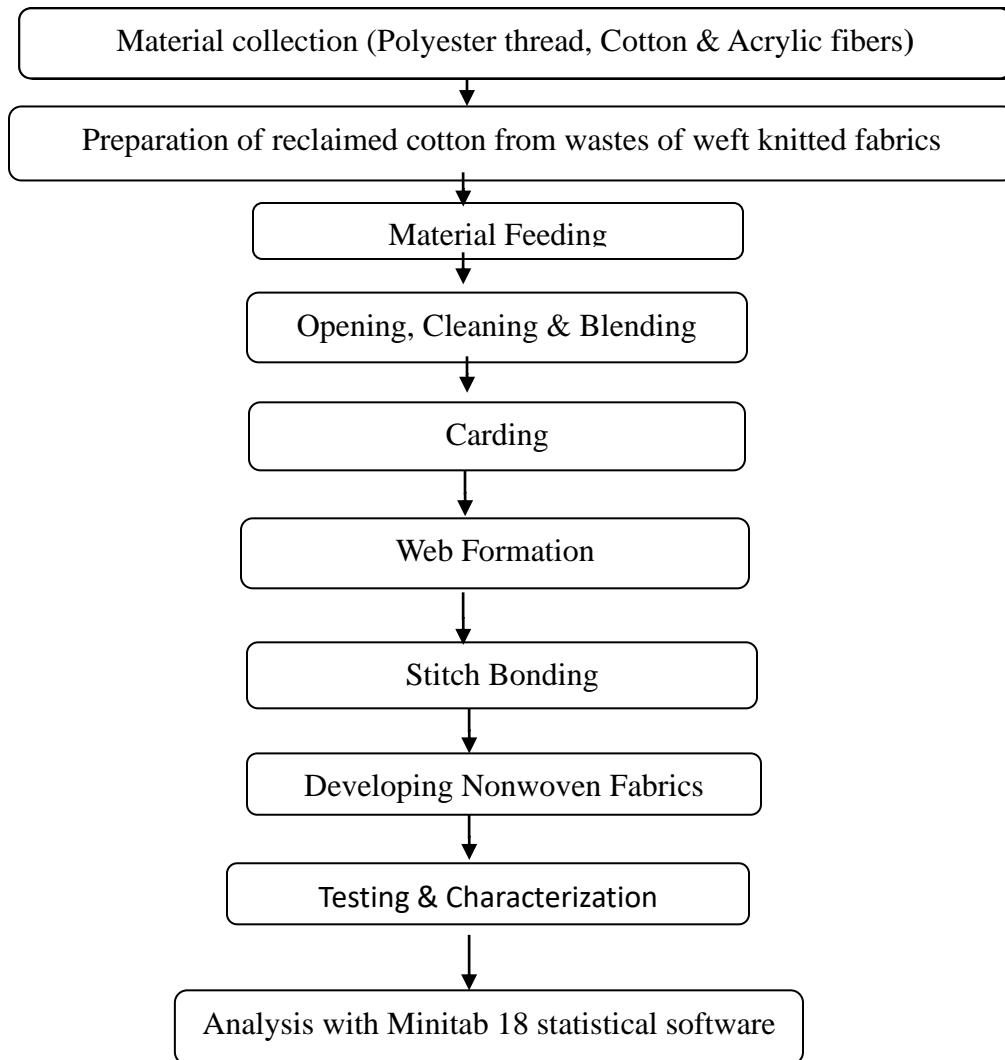 Material collection (Polyester thread, Cotton & Acrylic fibers)
Preparation of reclaimed cotton from wastes of weft knitted fabrics
Material Feeding
Opening, Cleaning & Blending
Carding
Web Formation
Stitch Bonding
Developing Nonwoven Fabrics
Testing & Characterization
Analysis with Minitab 18 statistical software